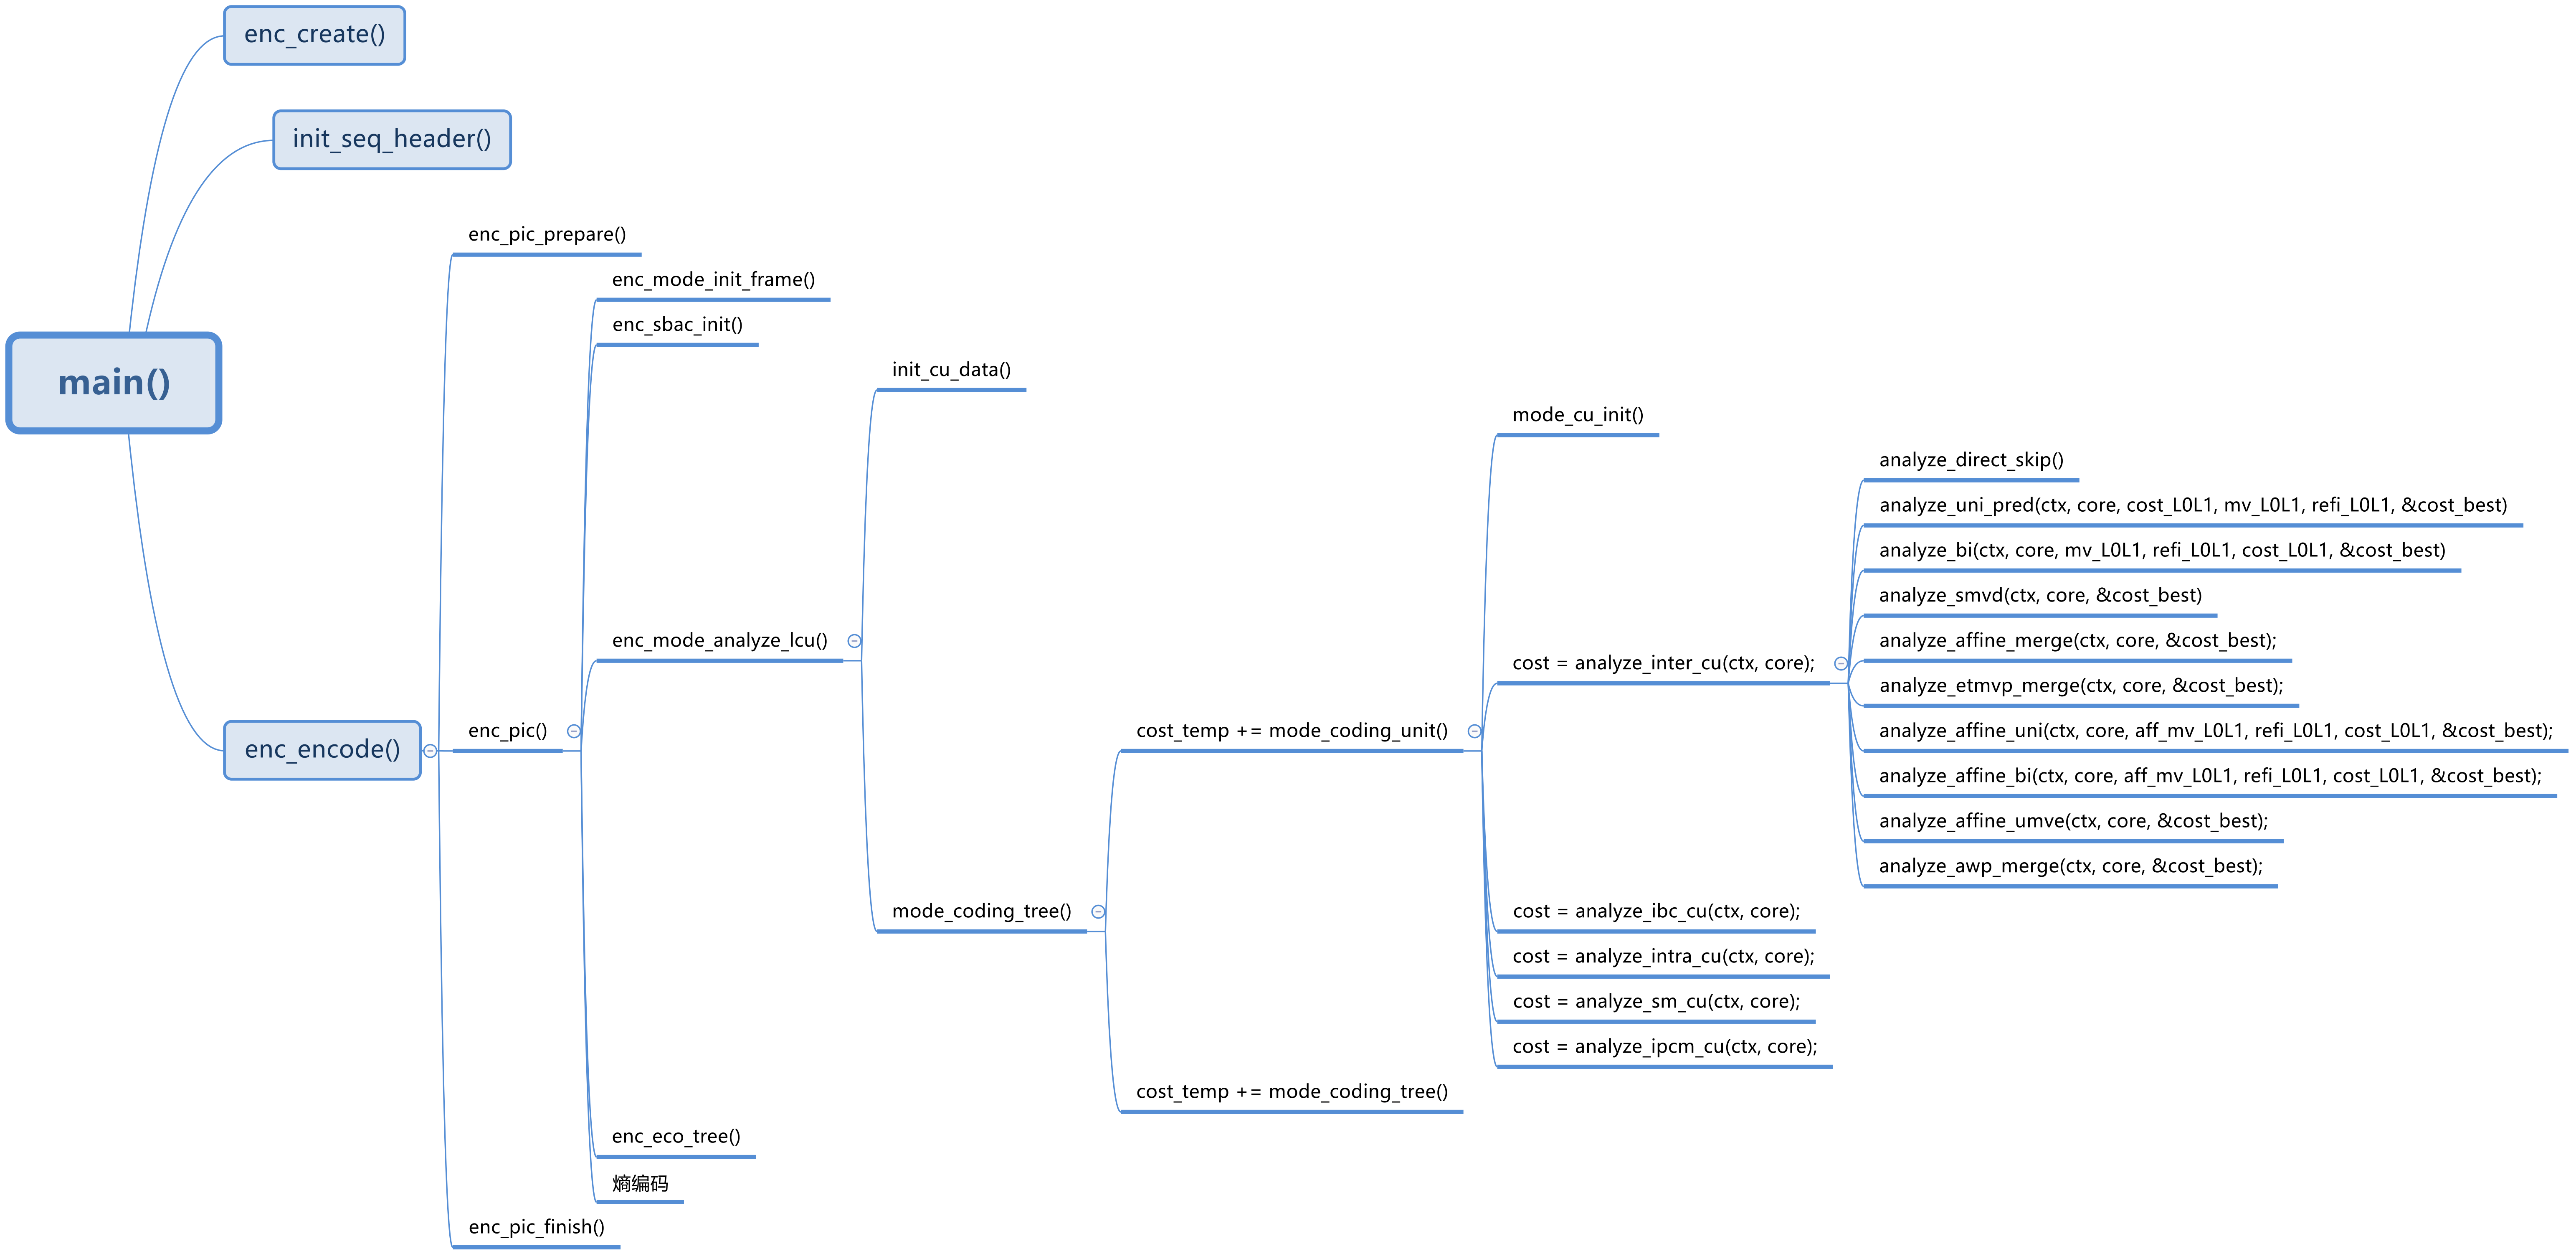 enc_create()
init_seq_header()
main()
enc_encode()
enc_pic_prepare()
enc_pic()
enc_mode_init_frame()
enc_sbac_init()
enc_mode_analyze_lcu()
init_cu_data()
mode_coding_tree()
cost_temp += mode_coding_unit()
mode_cu_init()
cost = analyze_inter_cu(ctx, core);
analyze_direct_skip()
analyze_uni_pred(ctx, core, cost_L0L1, mv_L0L1, refi_L0L1, &cost_best)
analyze_bi(ctx, core, mv_L0L1, refi_L0L1, cost_L0L1, &cost_best)
analyze_smvd(ctx, core, &cost_best)
analyze_affine_merge(ctx, core, &cost_best);
analyze_etmvp_merge(ctx, core, &cost_best);
analyze_affine_uni(ctx, core, aff_mv_L0L1, refi_L0L1, cost_L0L1, &cost_best);
analyze_affine_bi(ctx, core, aff_mv_L0L1, refi_L0L1, cost_L0L1, &cost_best);
analyze_affine_umve(ctx, core, &cost_best);
analyze_awp_merge(ctx, core, &cost_best);
cost = analyze_ibc_cu(ctx, core);
cost = analyze_intra_cu(ctx, core);
cost = analyze_sm_cu(ctx, core);
cost = analyze_ipcm_cu(ctx, core);
cost_temp += mode_coding_tree()
enc_eco_tree()
熵编码
enc_pic_finish()